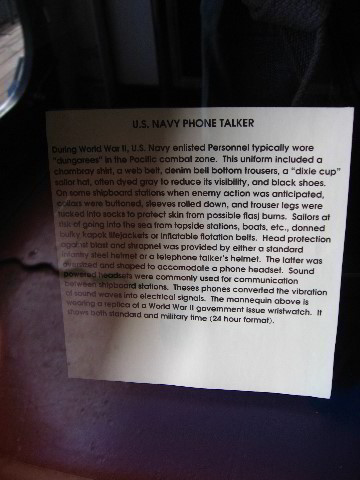 U.S. NAVY PHONE TALKER
During World War II, U.S. Navy enlisted Personnel typically wore
"dungarees" in the Pacific combat zone. This uniform included a
chambray shirt, a web belt, denim bell bottom trousers, a "dixie cup"
sailor hat, often dyed gray to reduce its visibility, and black shoes.
On some shipboard stations when enemy action was anticipated,
collars were buttoned, sleeves rolled down, and trouser legs were
tucked into socks to protect skin from possible flasj burns. Sailors at
risk of going into the sea from topside stations, boats, etc., donned
bulky kapok lifejackets or inflatable flotation belts. Head protection
against blast and shrapnel was provided by either a standard
infantry steel helmet or a telephone talker's helmet. The latter was
and shaped to accomodate a phone headset. Sound
powered headsets were commonly used for communication
between shipboard stations. Theses phones converted the vibration
of sound waves into electrical signals. The mannequin above is
wearing a replica of a World War II government issue wristwatch. It
shows both standard and military time (24 hour format).